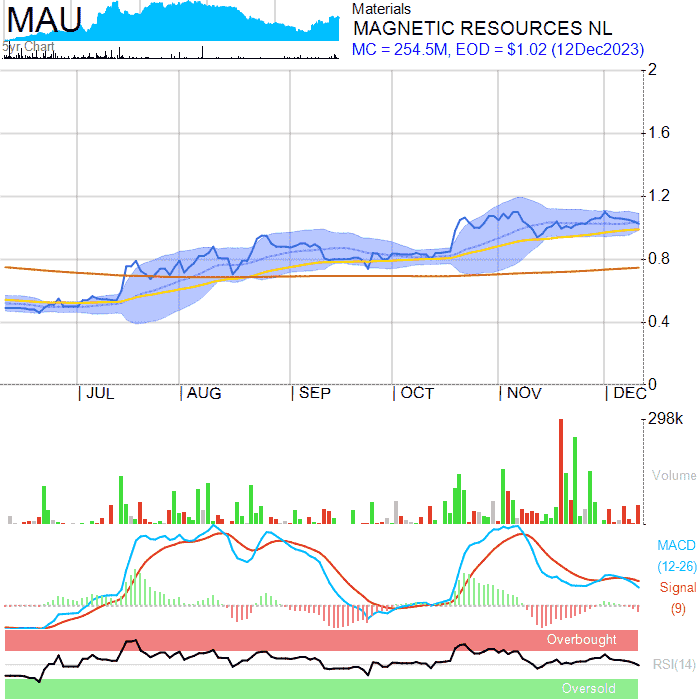 MAU
5yr Chart
Materials
MAGNETIC RESOURCES NL
MC = 254.5M, EOD = $1.02 (12Dec2023)
2
1.6
1.2
0.8
0.4
0
JUL AUG SEP OCT NOV DEC
298k
Volume
MACD
(12-26)
Signal
(9)
Overbought
RSI(14)
Oversold